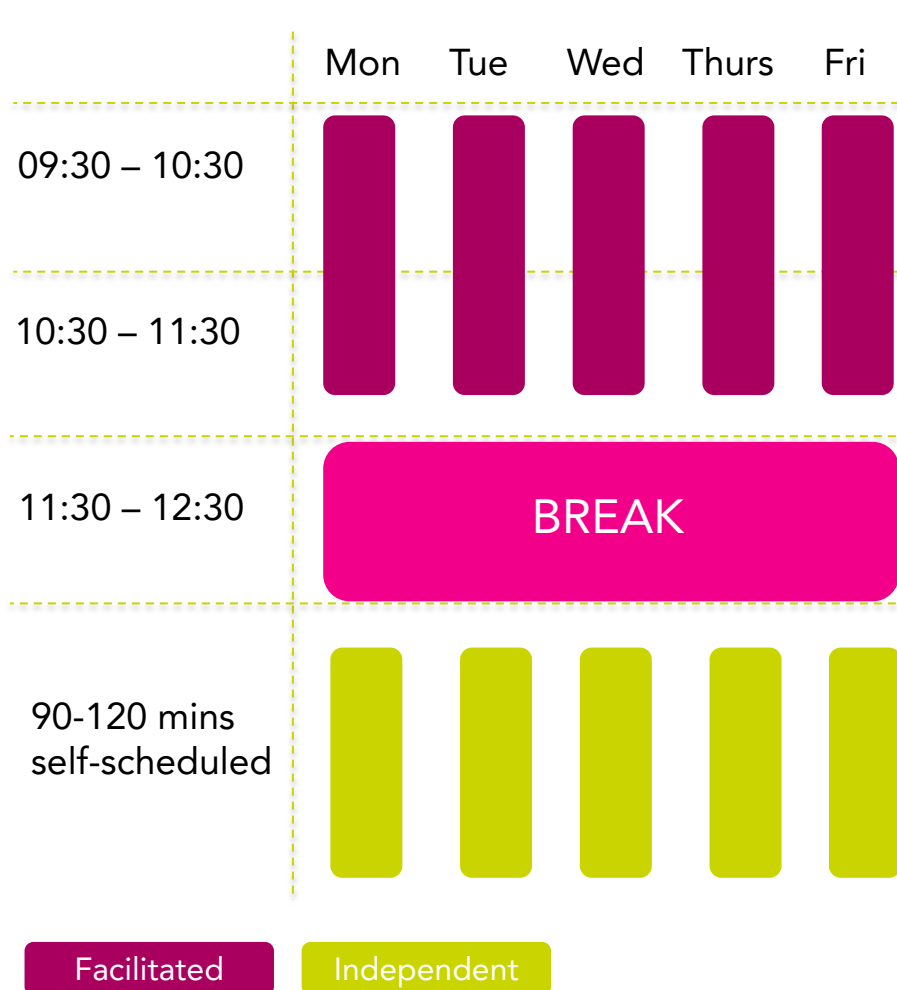 Mon Tue Wed Thurs Fri
09:30 – 10:30
10:30 – 11:30
11:30 – 12:30
BREAK
90-120 mins
self-scheduled
Facilitated
Independent